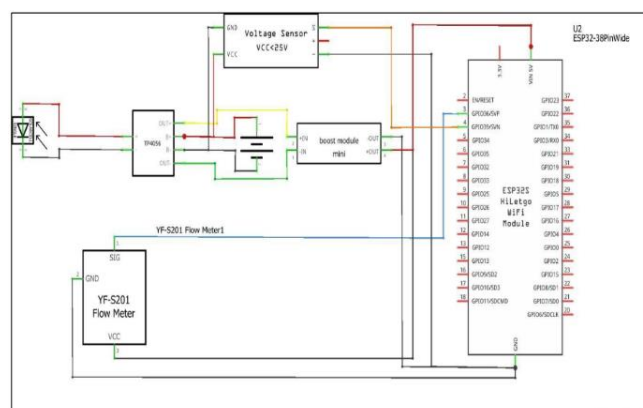 U2
ESP32-38PinWide
GND
Voltage Sensor
VCC<25V
VCC
S
+
-
3.3V
VIN 5V
EN/RESET
GPIO36/SVP
GPIO39/SVN
GPIO34
GPIO35
GPIO32
GPIO33
GPIO25
GPIO26
GPIO27
GPIO14
GPIO12
GPIO13
GPIO9/SD2
GPIO10/SD3
GPIO11/SDCMD
GPIO23
GPIO22
GPIO1/TXD
GPIO3/RXD
GPIO21
GPIO19
GPIO18
GPIO5
GPIO17
GPIO16
GPIO4
GPIO0
GPIO2
GPIO15
GPIO8/SD1
GPIO7/SD0
GPIO6/SDCLK
ESP32S
HiLetgo
WiFi
Module
GND
OUT+
B+
B-
OUT-
TP4056
+IN
-IN
boost module
mini
-OUT
+OUT
YF-S201 Flow Meter1
SIG
GND
YF-S201
Flow Meter
VCC